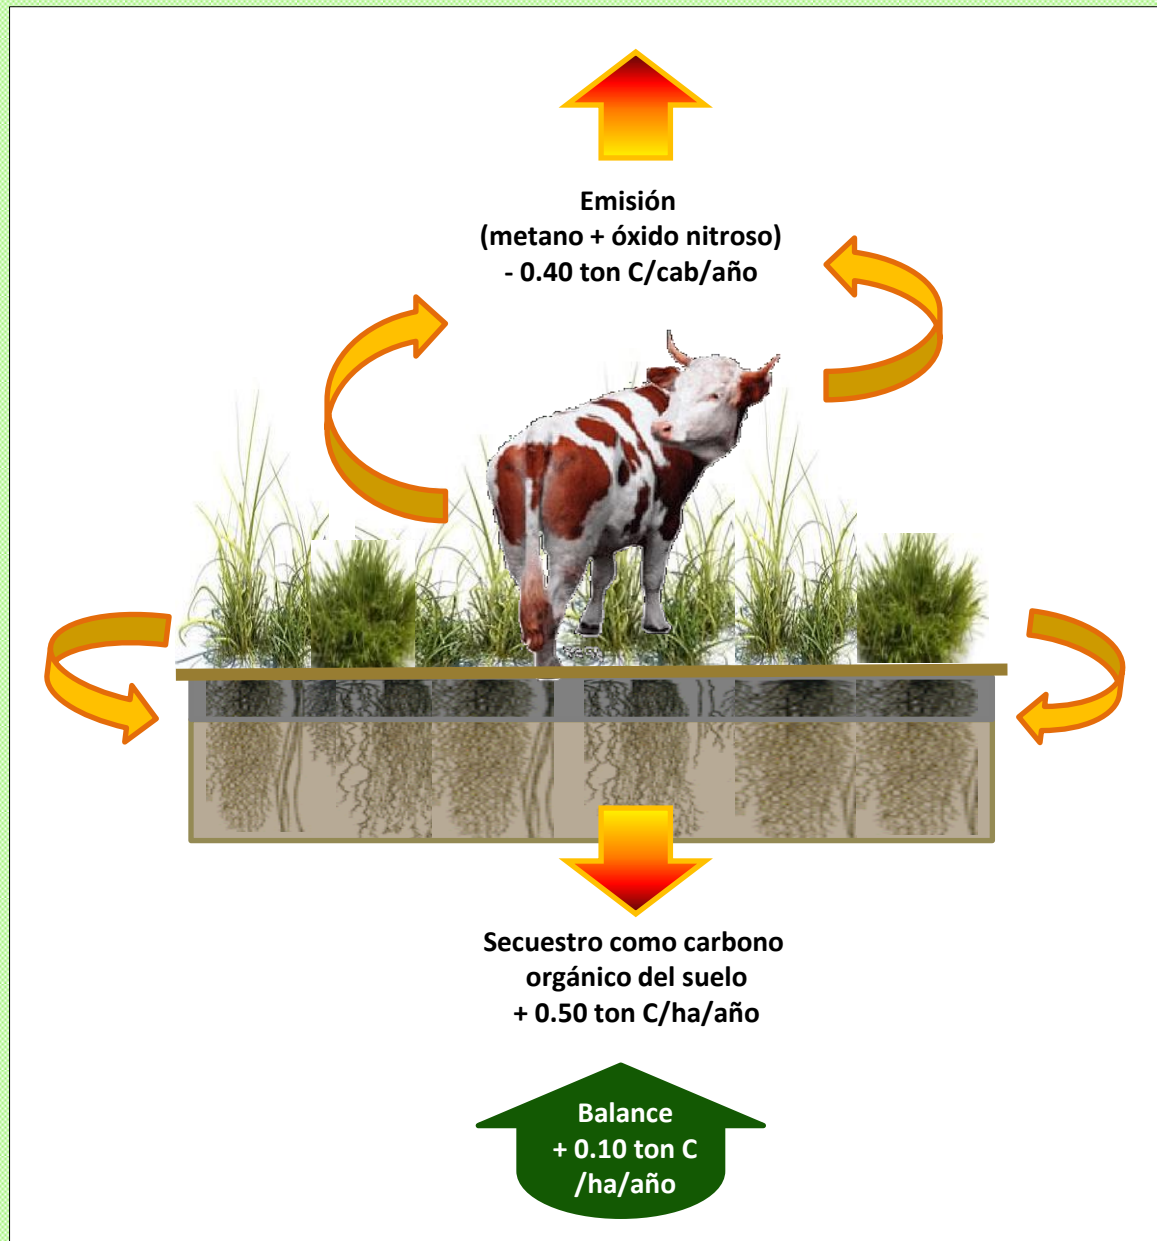 Emisión
(metano + óxido nitroso)
- 0.40 ton C/cab/año
Secuestro como carbono
orgánico del suelo
+ 0.50 ton C/ha/año
Balance
+ 0.10 ton C
/ha/año